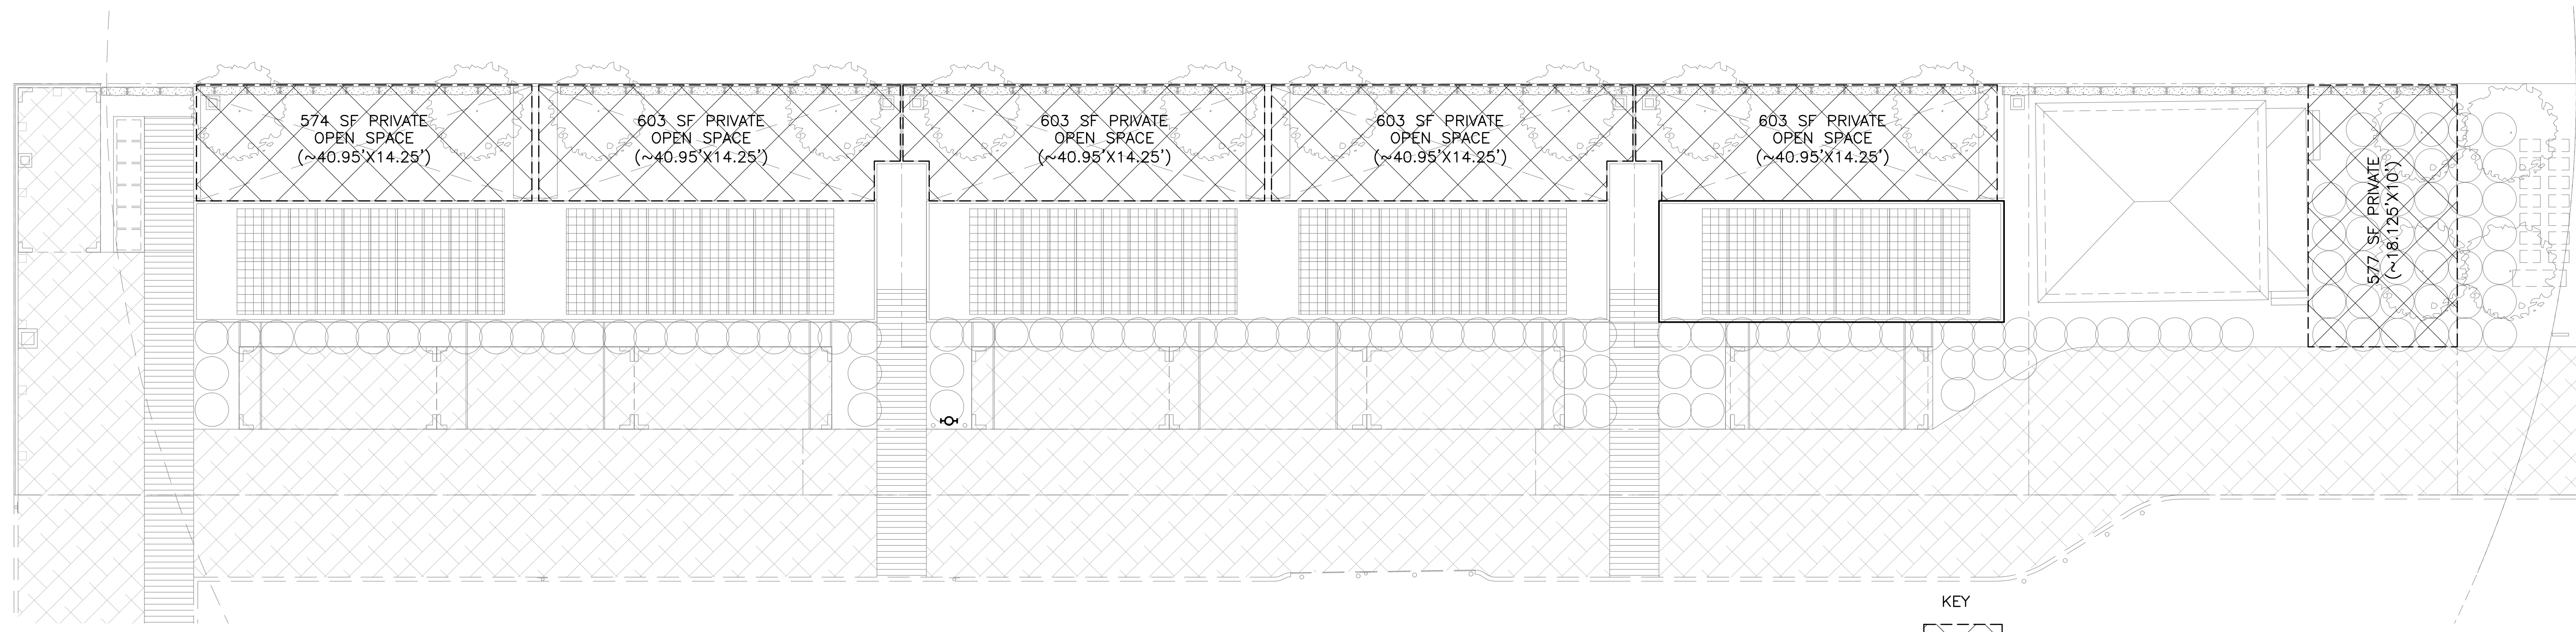 574 SF PRIVATE
OPEN SPACE
(~40.95'X14.25')
603 SF PRIVATE
OPEN SPACE
(~40.95'X14.25')
603 SF PRIVATE
OPEN SPACE
(~40.95'X14.25')
603 SF PRIVATE
OPEN SPACE
(~40.95'X14.25')
603 SF PRIVATE
OPEN SPACE
(~40.95'X14.25')
577 SF PRIVATE
(~18.125'X10')
KEY